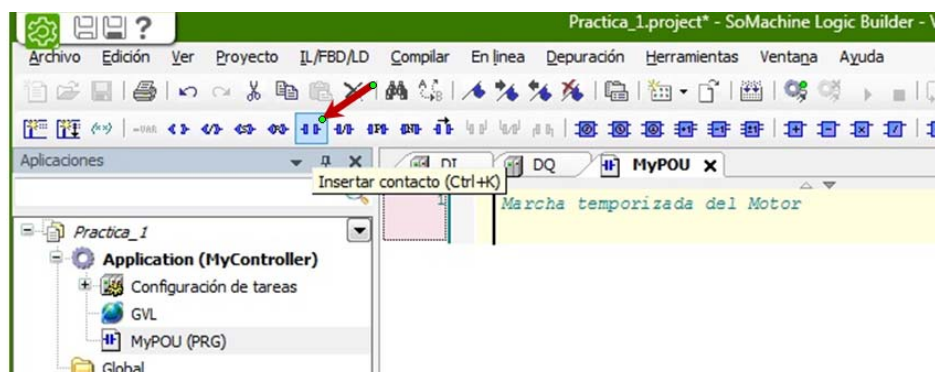 Practica_1.project* - SoMachine Logic Builder - V
Archivo Edición Ver Proyecto IL/FBD/LD Compilar En línea Depuración Herramientas Ventana Ayuda
Aplicaciones
DI DQ MyPOU X
Insertar contacto (Ctrl+K)
1 Marcha temporizada del Motor
Practica_1
Application (MyController)
Configuración de tareas
GVL
MyPOU (PRG)
Global